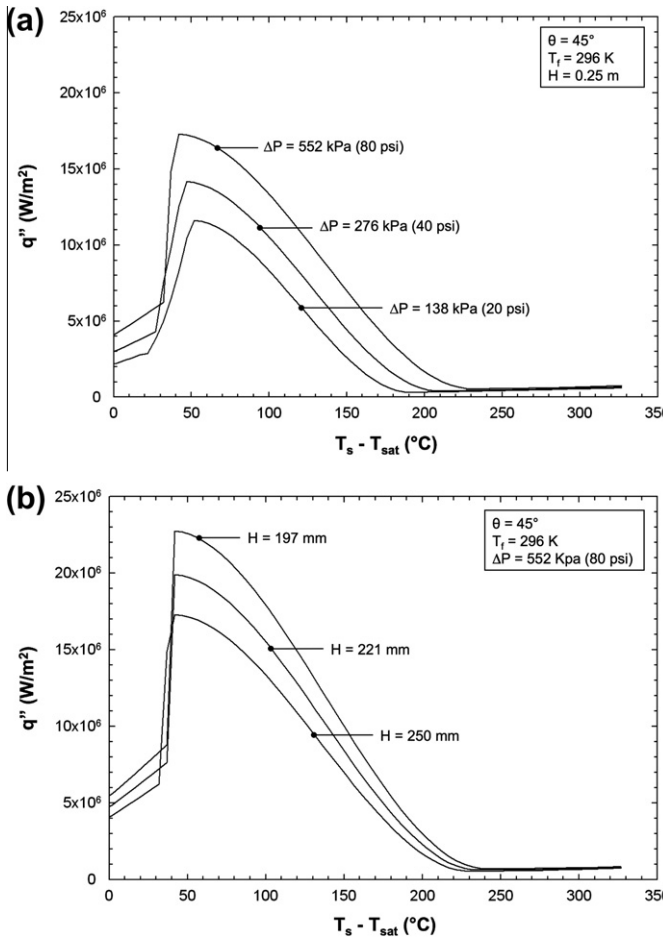 (a)
25x10⁶
20x10⁶
15x10⁶
10x10⁶
5x10⁶
0
q” (W/m²)
θ = 45°
T_f = 296 K
H = 0.25 m
ΔP = 552 kPa (80 psi)
ΔP = 276 kPa (40 psi)
ΔP = 138 kPa (20 psi)
0 50 100 150 200 250 300 350
T_s - T_sat (°C)
(b)
25x10⁶
20x10⁶
15x10⁶
10x10⁶
5x10⁶
0
q” (W/m²)
θ = 45°
T_f = 296 K
ΔP = 552 Kpa (80 psi)
H = 197 mm
H = 221 mm
H = 250 mm
0 50 100 150 200 250 300 350
T_s - T_sat (°C)